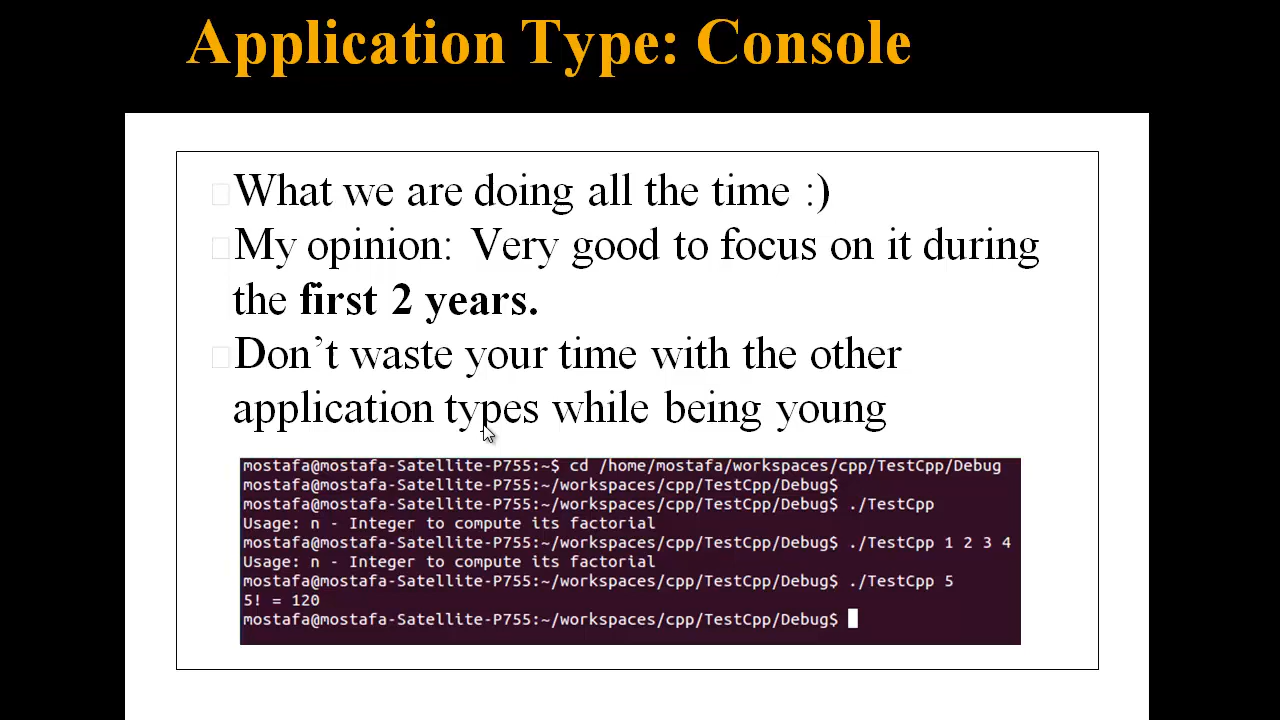 Application Type: Console
What we are doing all the time :)
My opinion: Very good to focus on it during
the first 2 years.
Don’t waste your time with the other
application types while being young
mostafa@mostafa-Satellite-P755:~$ cd /home/mostafa/workspaces/cpp/TestCpp/Debug
mostafa@mostafa-Satellite-P755:~/workspaces/cpp/TestCpp/Debug$
mostafa@mostafa-Satellite-P755:~/workspaces/cpp/TestCpp/Debug$ ./TestCpp
Usage: n - Integer to compute its factorial
mostafa@mostafa-Satellite-P755:~/workspaces/cpp/TestCpp/Debug$ ./TestCpp 1 2 3 4
Usage: n - Integer to compute its factorial
mostafa@mostafa-Satellite-P755:~/workspaces/cpp/TestCpp/Debug$ ./TestCpp 5
5! = 120
mostafa@mostafa-Satellite-P755:~/workspaces/cpp/TestCpp/Debug$